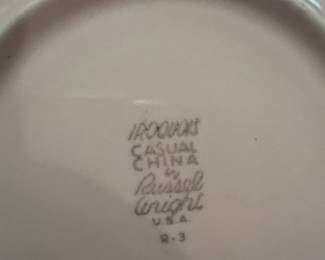 IROQUOIS
CASUAL
CHINA
by
Russel
Wright
U.S.A
R-3